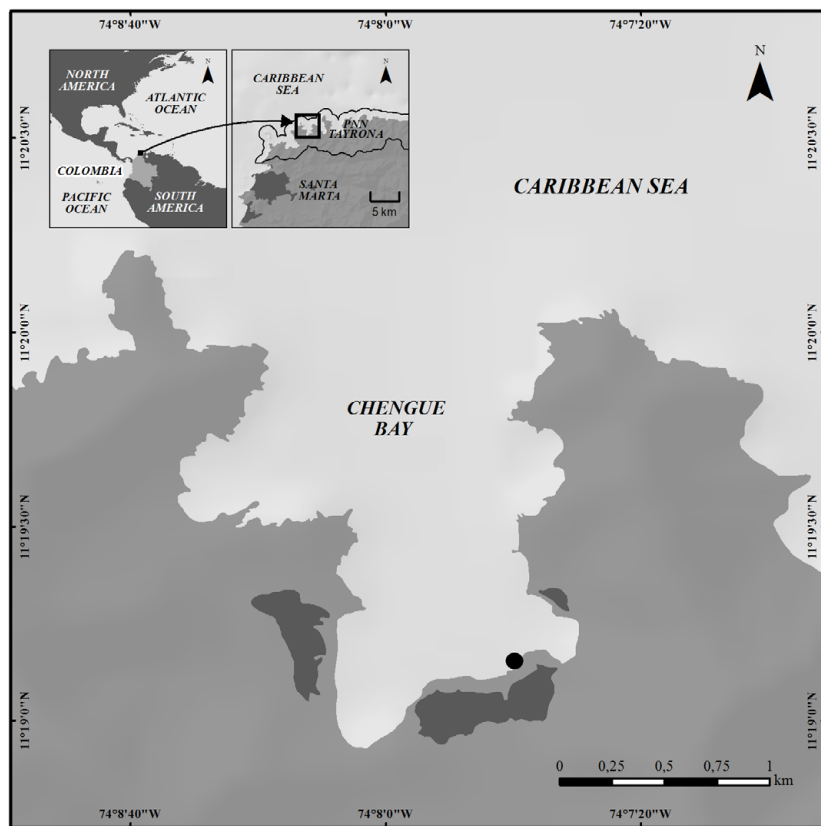 74°8'40"W
74°8'0"W
74°7'20"W
N
N
N
NORTH
AMERICA
ATLANTIC
OCEAN
COLOMBIA
PACIFIC
OCEAN
SOUTH
AMERICA
CARIBBEAN
SEA
PNN
TAYRONA
SANTA
MARTA
5 km
11°20'30"N
11°20'30"N
CARIBBEAN SEA
11°20'0"N
11°20'0"N
CHENGUE
BAY
11°19'30"N
11°19'30"N
11°19'0"N
11°19'0"N
0 0,25 0,5 0,75 1
km
74°8'40"W
74°8'0"W
74°7'20"W